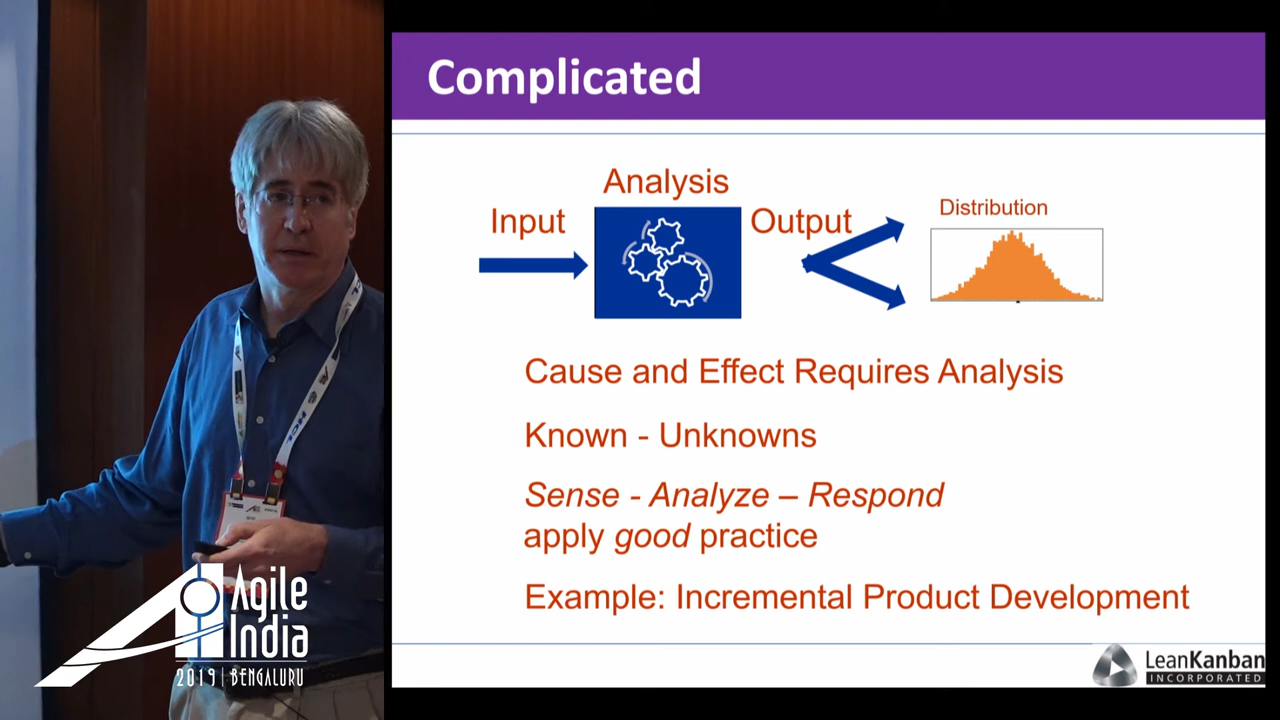 Complicated
Analysis
Input
Output
Distribution
Cause and Effect Requires Analysis
Known - Unknowns
Sense - Analyze – Respond
apply good practice
Example: Incremental Product Development
LeanKanban
INCORPORATED
HCL
Agile
India
2019 | BENGALURU